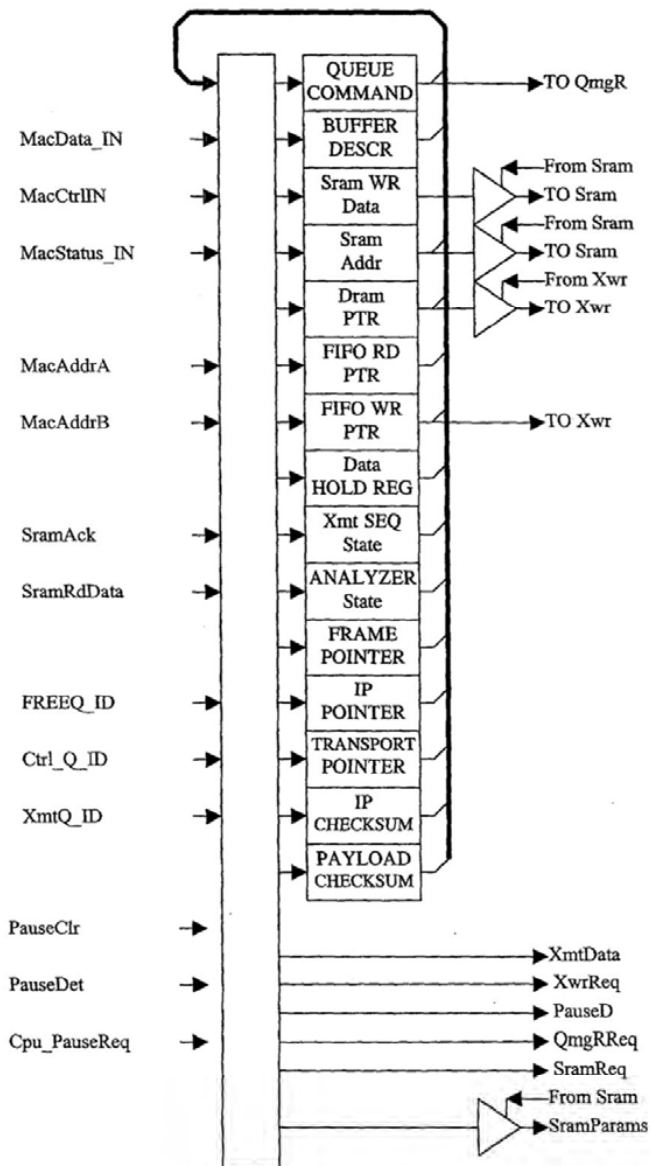 QUEUE
COMMAND
TO QmgR
MacData_IN
BUFFER
DESCR
MacCtrlIN
Sram WR
Data
From Sram
TO Sram
MacStatus_IN
Sram
Addr
From Sram
TO Sram
Dram
PTR
From Xwr
TO Xwr
MacAddrA
FIFO RD
PTR
MacAddrB
FIFO WR
PTR
TO Xwr
Data
HOLD REG
SramAck
Xmt SEQ
State
SramRdData
ANALYZER
State
FRAME
POINTER
FREEQ_ID
IP
POINTER
Ctrl_Q_ID
TRANSPORT
POINTER
XmtQ_ID
IP
CHECKSUM
PAYLOAD
CHECKSUM
PauseClr
XmtData
PauseDet
XwrReq
PauseD
Cpu_PauseReq
QmgRReq
SramReq
From Sram
SramParams